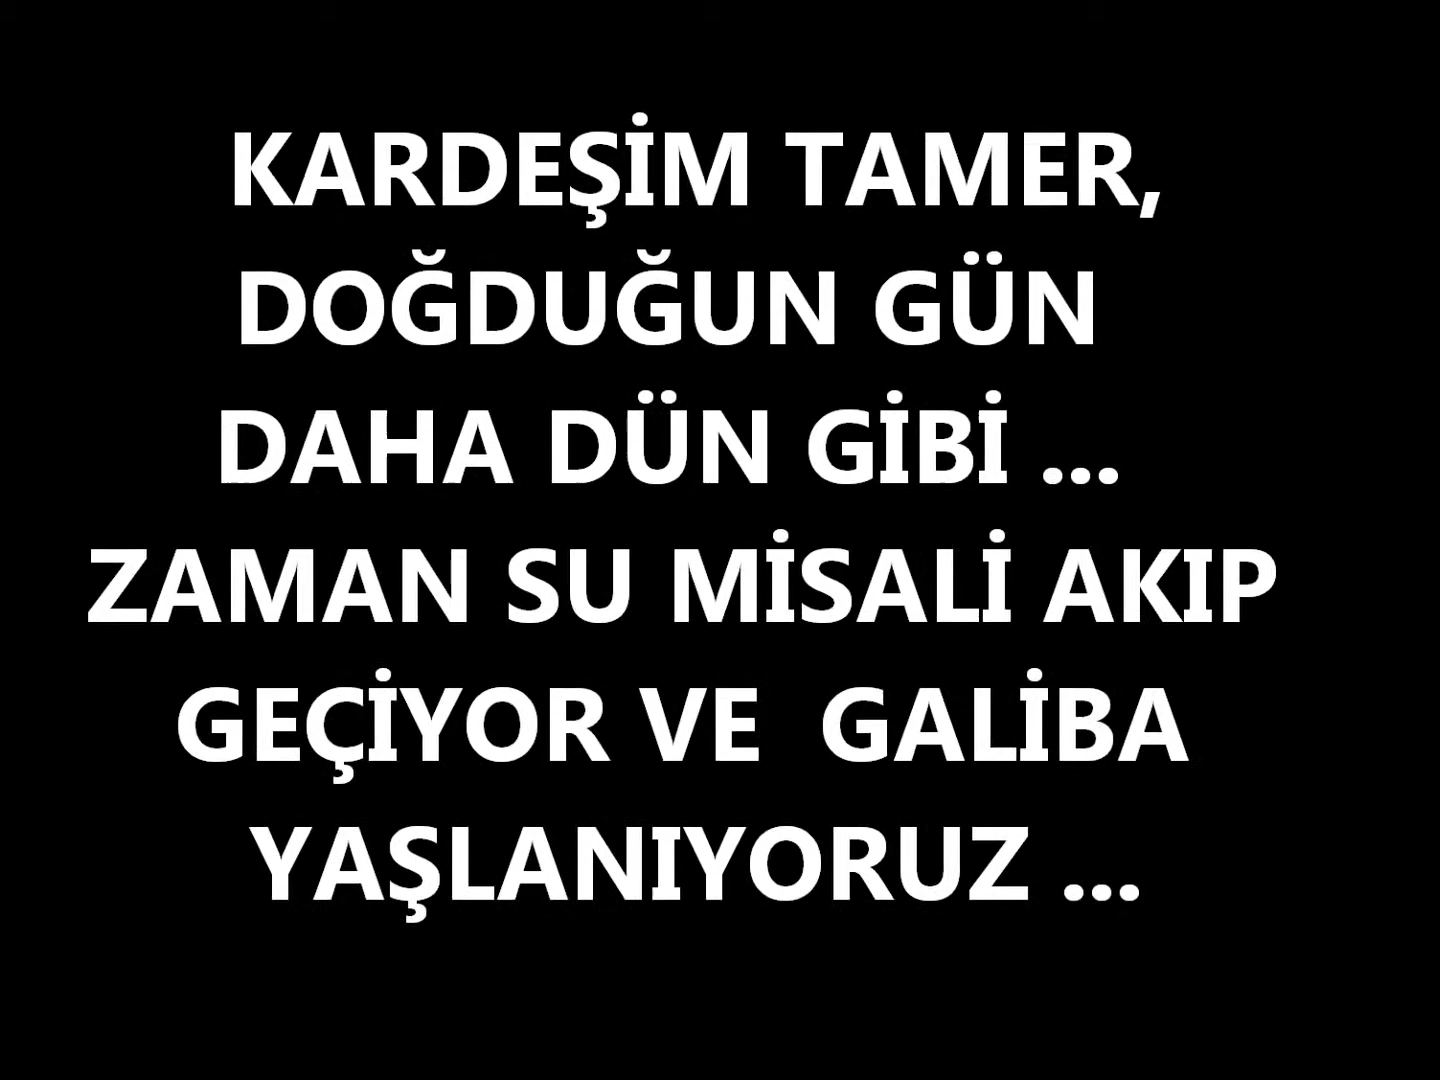 KARDEŞİM TAMER,
DOĞDUĞUN GÜN
DAHA DÜN GİBİ ...
ZAMAN SU MİSALİ AKIP
GEÇİYOR VE  GALİBA
YAŞLANIYORUZ ...